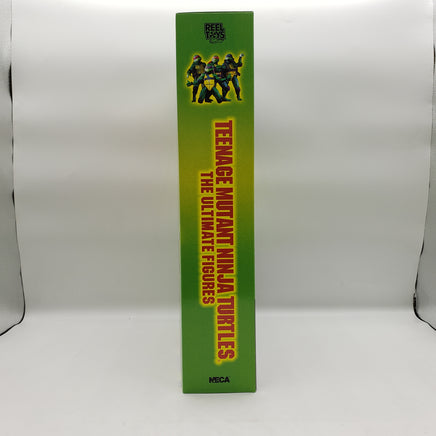 REEL
TOYS
TEENAGE MUTANT NINJA TURTLES
THE ULTIMATE FIGURES
NECA